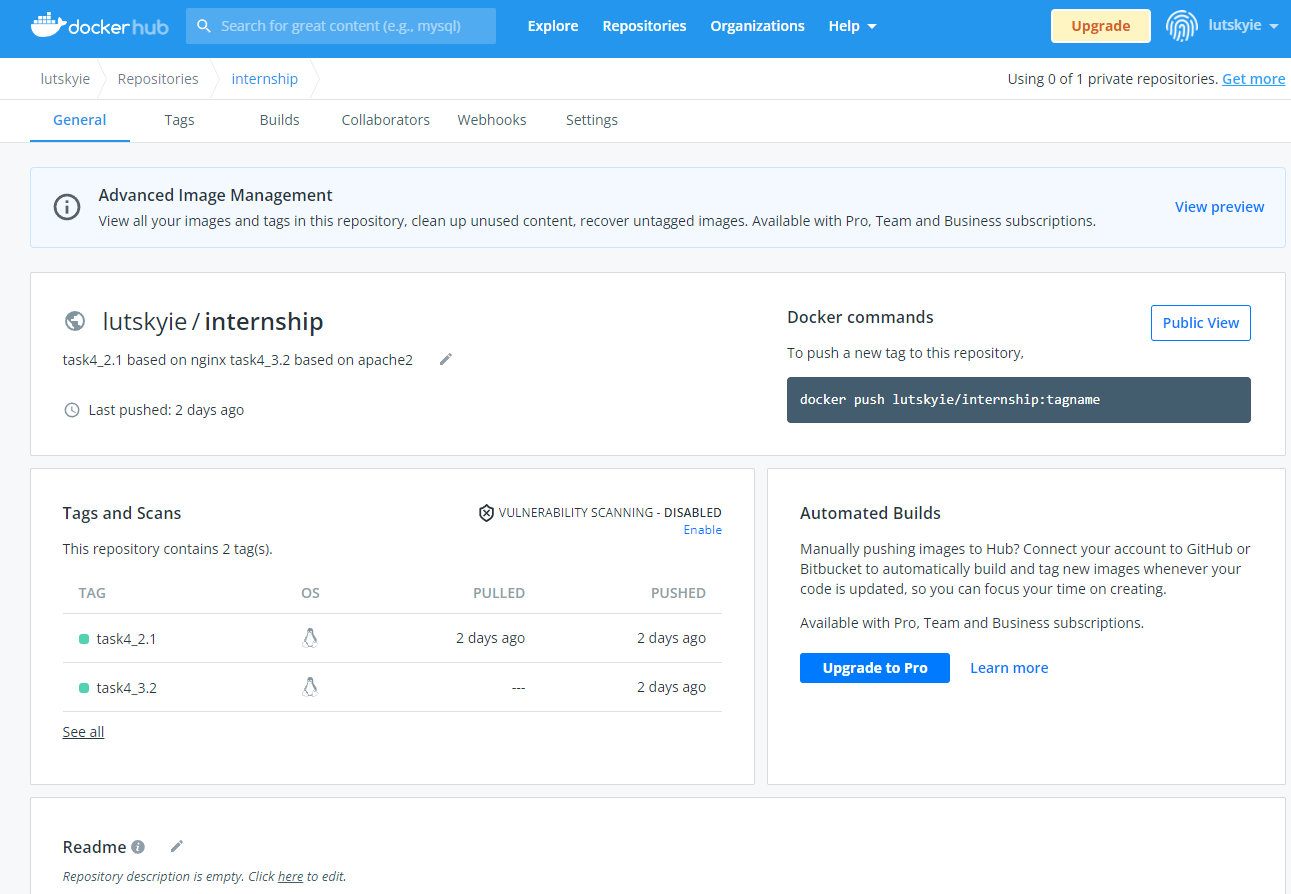 docker hub
Search for great content (e.g., mysql)
Explore
Repositories
Organizations
Help
Upgrade
lutskyie
lutskyie
Repositories
internship
Using 0 of 1 private repositories. Get more
General
Tags
Builds
Collaborators
Webhooks
Settings
Advanced Image Management
View all your images and tags in this repository, clean up unused content, recover untagged images. Available with Pro, Team and Business subscriptions.
View preview
lutskyie / internship
task4_2.1 based on nginx task4_3.2 based on apache2
Last pushed: 2 days ago
Docker commands
Public View
To push a new tag to this repository,
docker push lutskyie/internship:tagname
Tags and Scans
VULNERABILITY SCANNING - DISABLED
Enable
This repository contains 2 tag(s).
TAG OS PULLED PUSHED
task4_2.1 2 days ago 2 days ago
task4_3.2 --- 2 days ago
See all
Automated Builds
Manually pushing images to Hub? Connect your account to GitHub or
Bitbucket to automatically build and tag new images whenever your
code is updated, so you can focus your time on creating.
Available with Pro, Team and Business subscriptions.
Upgrade to Pro
Learn more
Readme
Repository description is empty. Click here to edit.